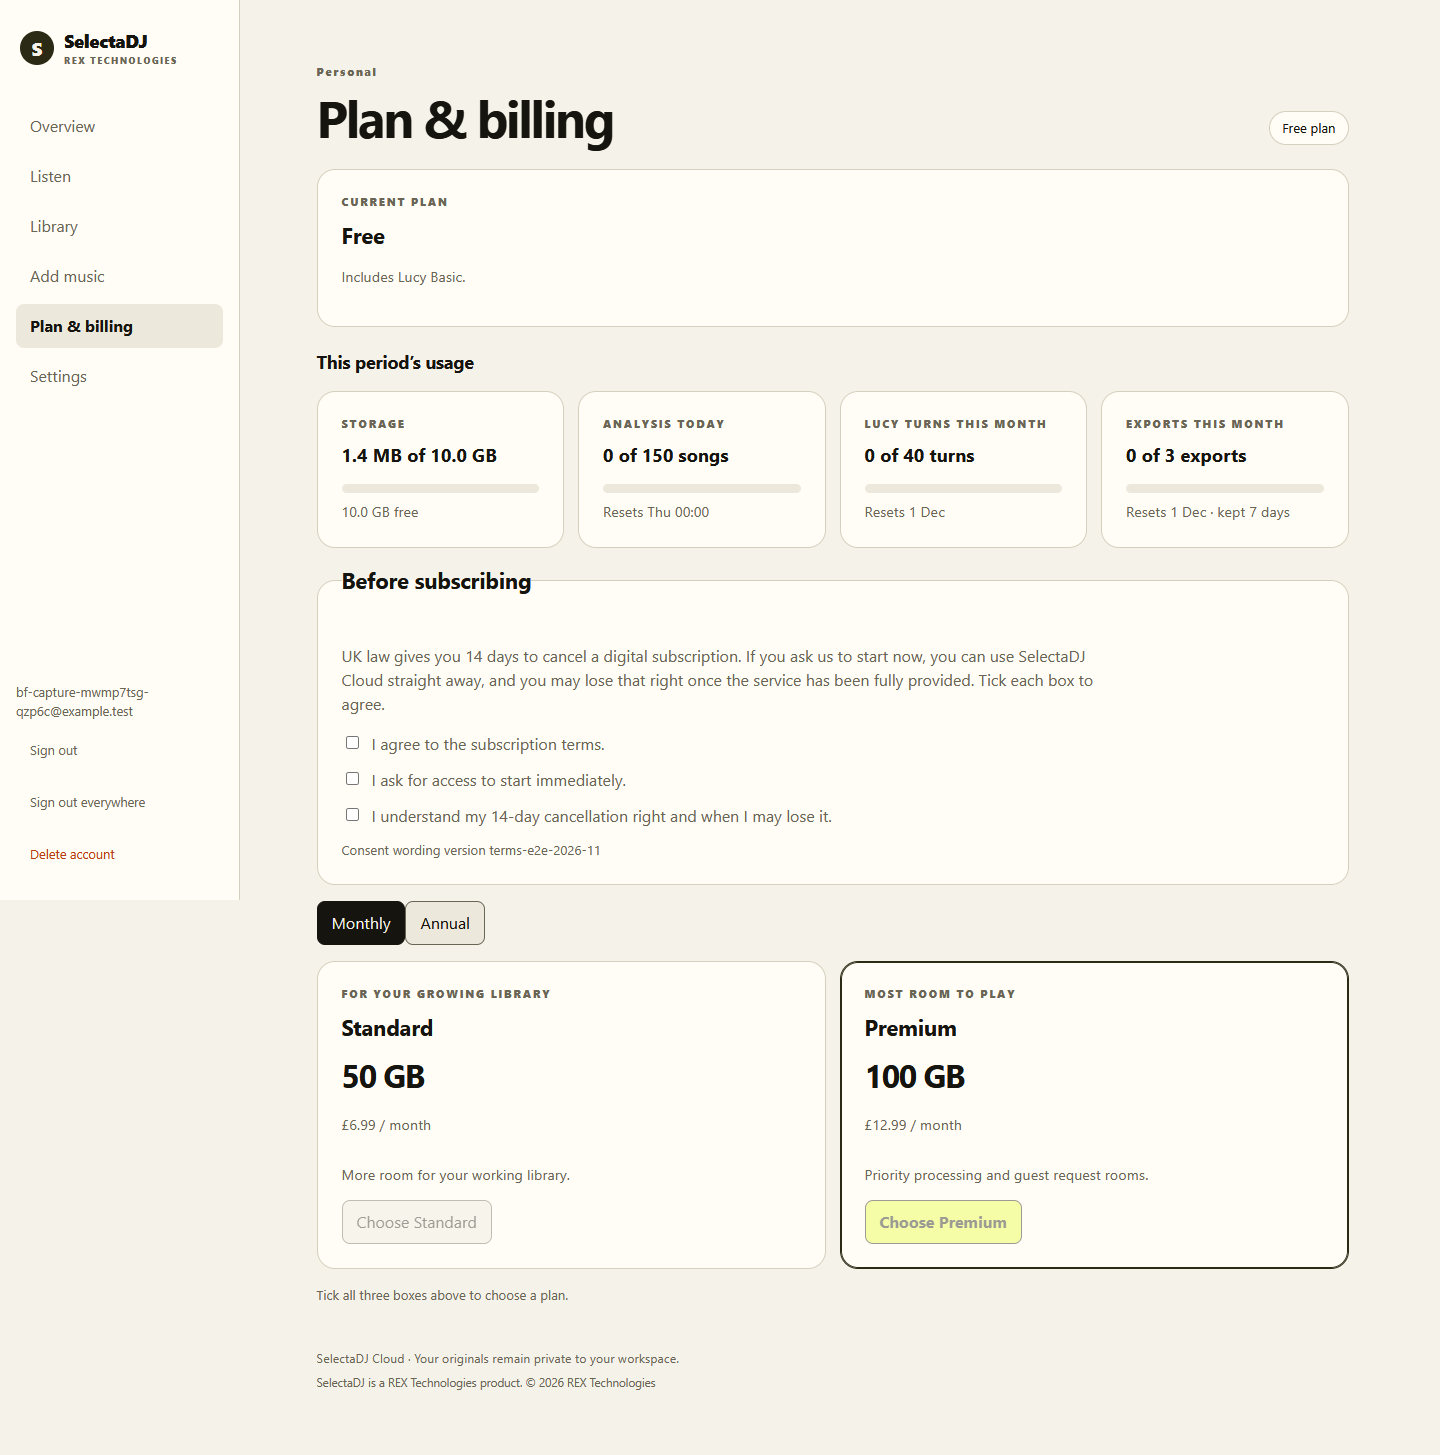 S
SelectaDJ
REX TECHNOLOGIES
Overview
Listen
Library
Add music
Plan & billing
Settings
bf-capture-mwmp7tsg-
qzp6c@example.test
Sign out
Sign out everywhere
Delete account
Personal
Plan & billing
Free plan
CURRENT PLAN
Free
Includes Lucy Basic.
This period’s usage
STORAGE
1.4 MB of 10.0 GB
10.0 GB free
ANALYSIS TODAY
0 of 150 songs
Resets Thu 00:00
LUCY TURNS THIS MONTH
0 of 40 turns
Resets 1 Dec
EXPORTS THIS MONTH
0 of 3 exports
Resets 1 Dec · kept 7 days
Before subscribing
UK law gives you 14 days to cancel a digital subscription. If you ask us to start now, you can use SelectaDJ
Cloud straight away, and you may lose that right once the service has been fully provided. Tick each box to
agree.
I agree to the subscription terms.
I ask for access to start immediately.
I understand my 14-day cancellation right and when I may lose it.
Consent wording version terms-e2e-2026-11
Monthly
Annual
FOR YOUR GROWING LIBRARY
Standard
50 GB
£6.99 / month
More room for your working library.
Choose Standard
MOST ROOM TO PLAY
Premium
100 GB
£12.99 / month
Priority processing and guest request rooms.
Choose Premium
Tick all three boxes above to choose a plan.
SelectaDJ Cloud · Your originals remain private to your workspace.
SelectaDJ is a REX Technologies product. © 2026 REX Technologies